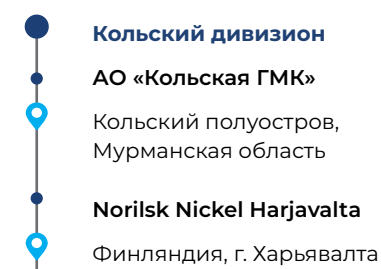 Кольский дивизион
АО «Кольская ГМК»
Кольский полуостров,
Мурманская область
Norilsk Nickel Harjavalta
Финляндия, г. Харьявалта